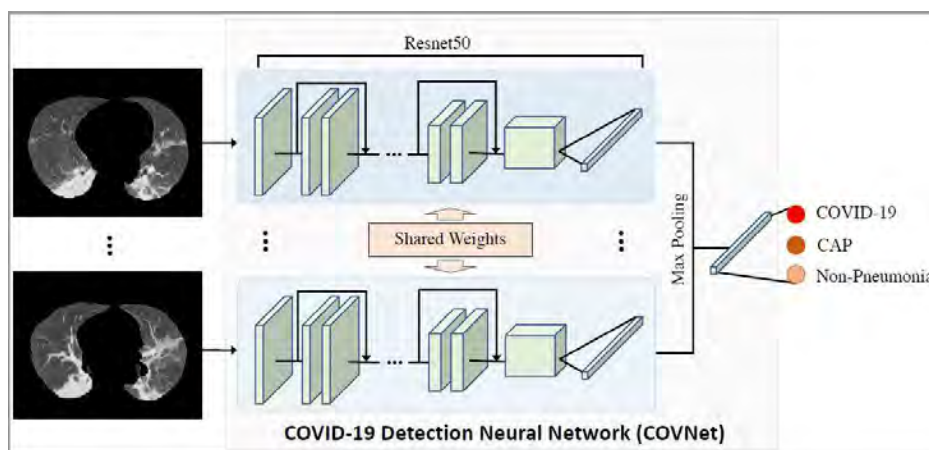 Resnet50
COVID-19
Shared Weights
Max Pooling
CAP
Non-Pneumonia
COVID-19 Detection Neural Network (COVNet)